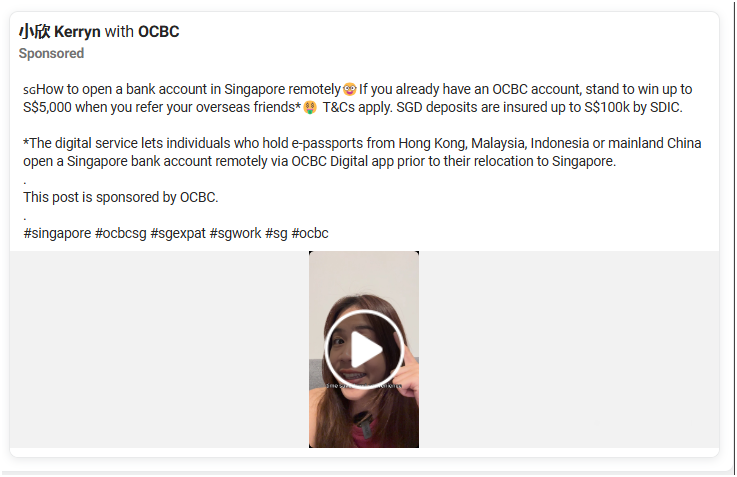 小欣 Kerryn with OCBC
Sponsored
SGHow to open a bank account in Singapore remotely🤓If you already have an OCBC account, stand to win up to
S$5,000 when you refer your overseas friends*🤑 T&Cs apply. SGD deposits are insured up to S$100k by SDIC.
*The digital service lets individuals who hold e-passports from Hong Kong, Malaysia, Indonesia or mainland China
open a Singapore bank account remotely via OCBC Digital app prior to their relocation to Singapore.
.
This post is sponsored by OCBC.
.
#singapore #ocbcsg #sgexpat #sgwork #sg #ocbc